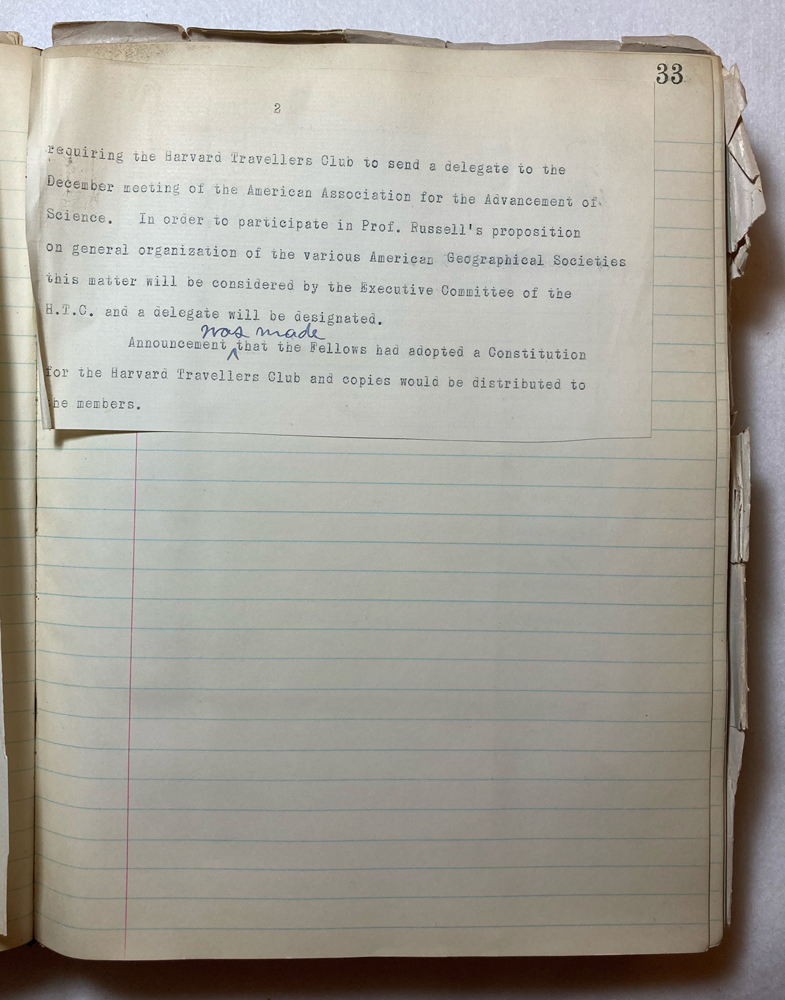 33
2
requiring the Harvard Travellers Club to send a delegate to the
December meeting of the American Association for the Advancement of
Science. In order to participate in Prof. Russell's proposition
on general organization of the various American Geographical Societies
this matter will be considered by the Executive Committee of the
H.T.C. and a delegate will be designated.
was made
Announcement ^ that the Fellows had adopted a Constitution
for the Harvard Travellers Club and copies would be distributed to
he members.